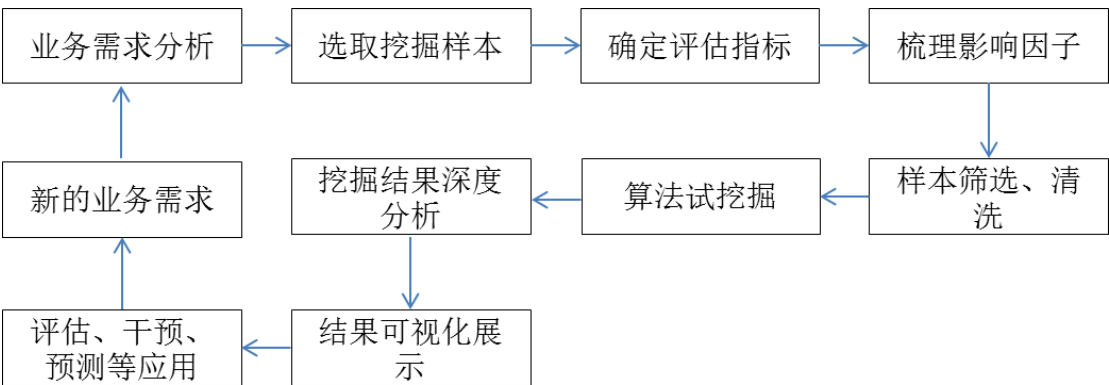 业务需求分析
选取挖掘样本
确定评估指标
梳理影响因子
新的业务需求
挖掘结果深度
分析
算法试挖掘
样本筛选、清
洗
评估、干预、
预测等应用
结果可视化展
示